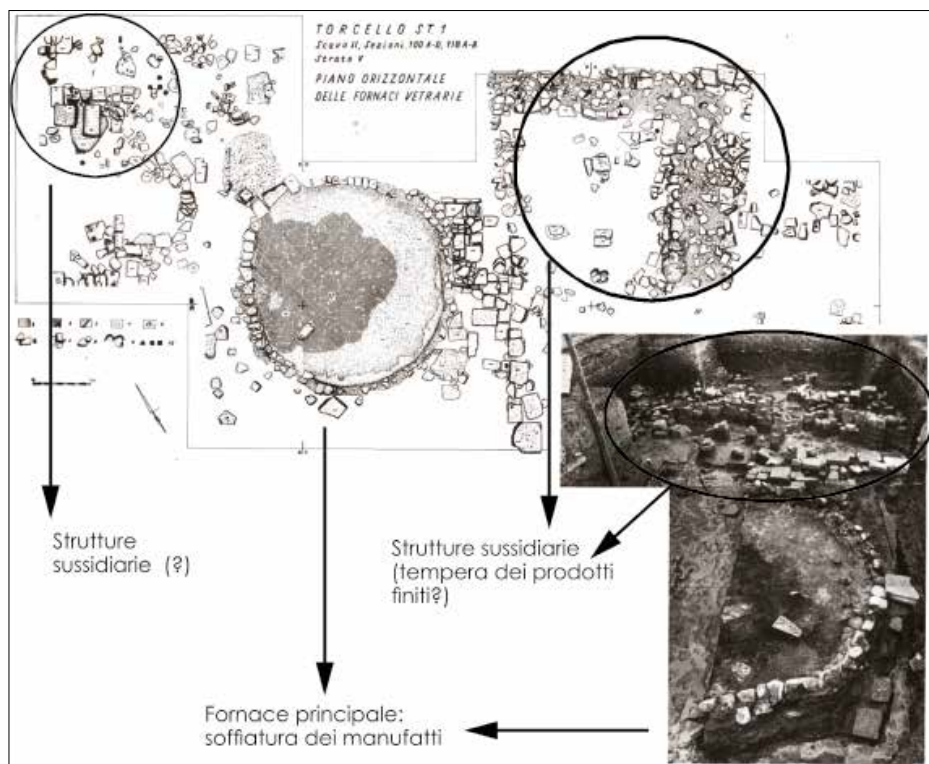 TORCELLO ST.1
Scavo II, Sezioni, 100 A-B, 118 A-B
Strato V
PIANO ORIZZONTALE
DELLE FORNACI VETRARIE
Strutture
sussidiarie (?)
Strutture sussidiarie
(tempera dei prodotti
finiti?)
Fornace principale:
soffiatura dei manufatti